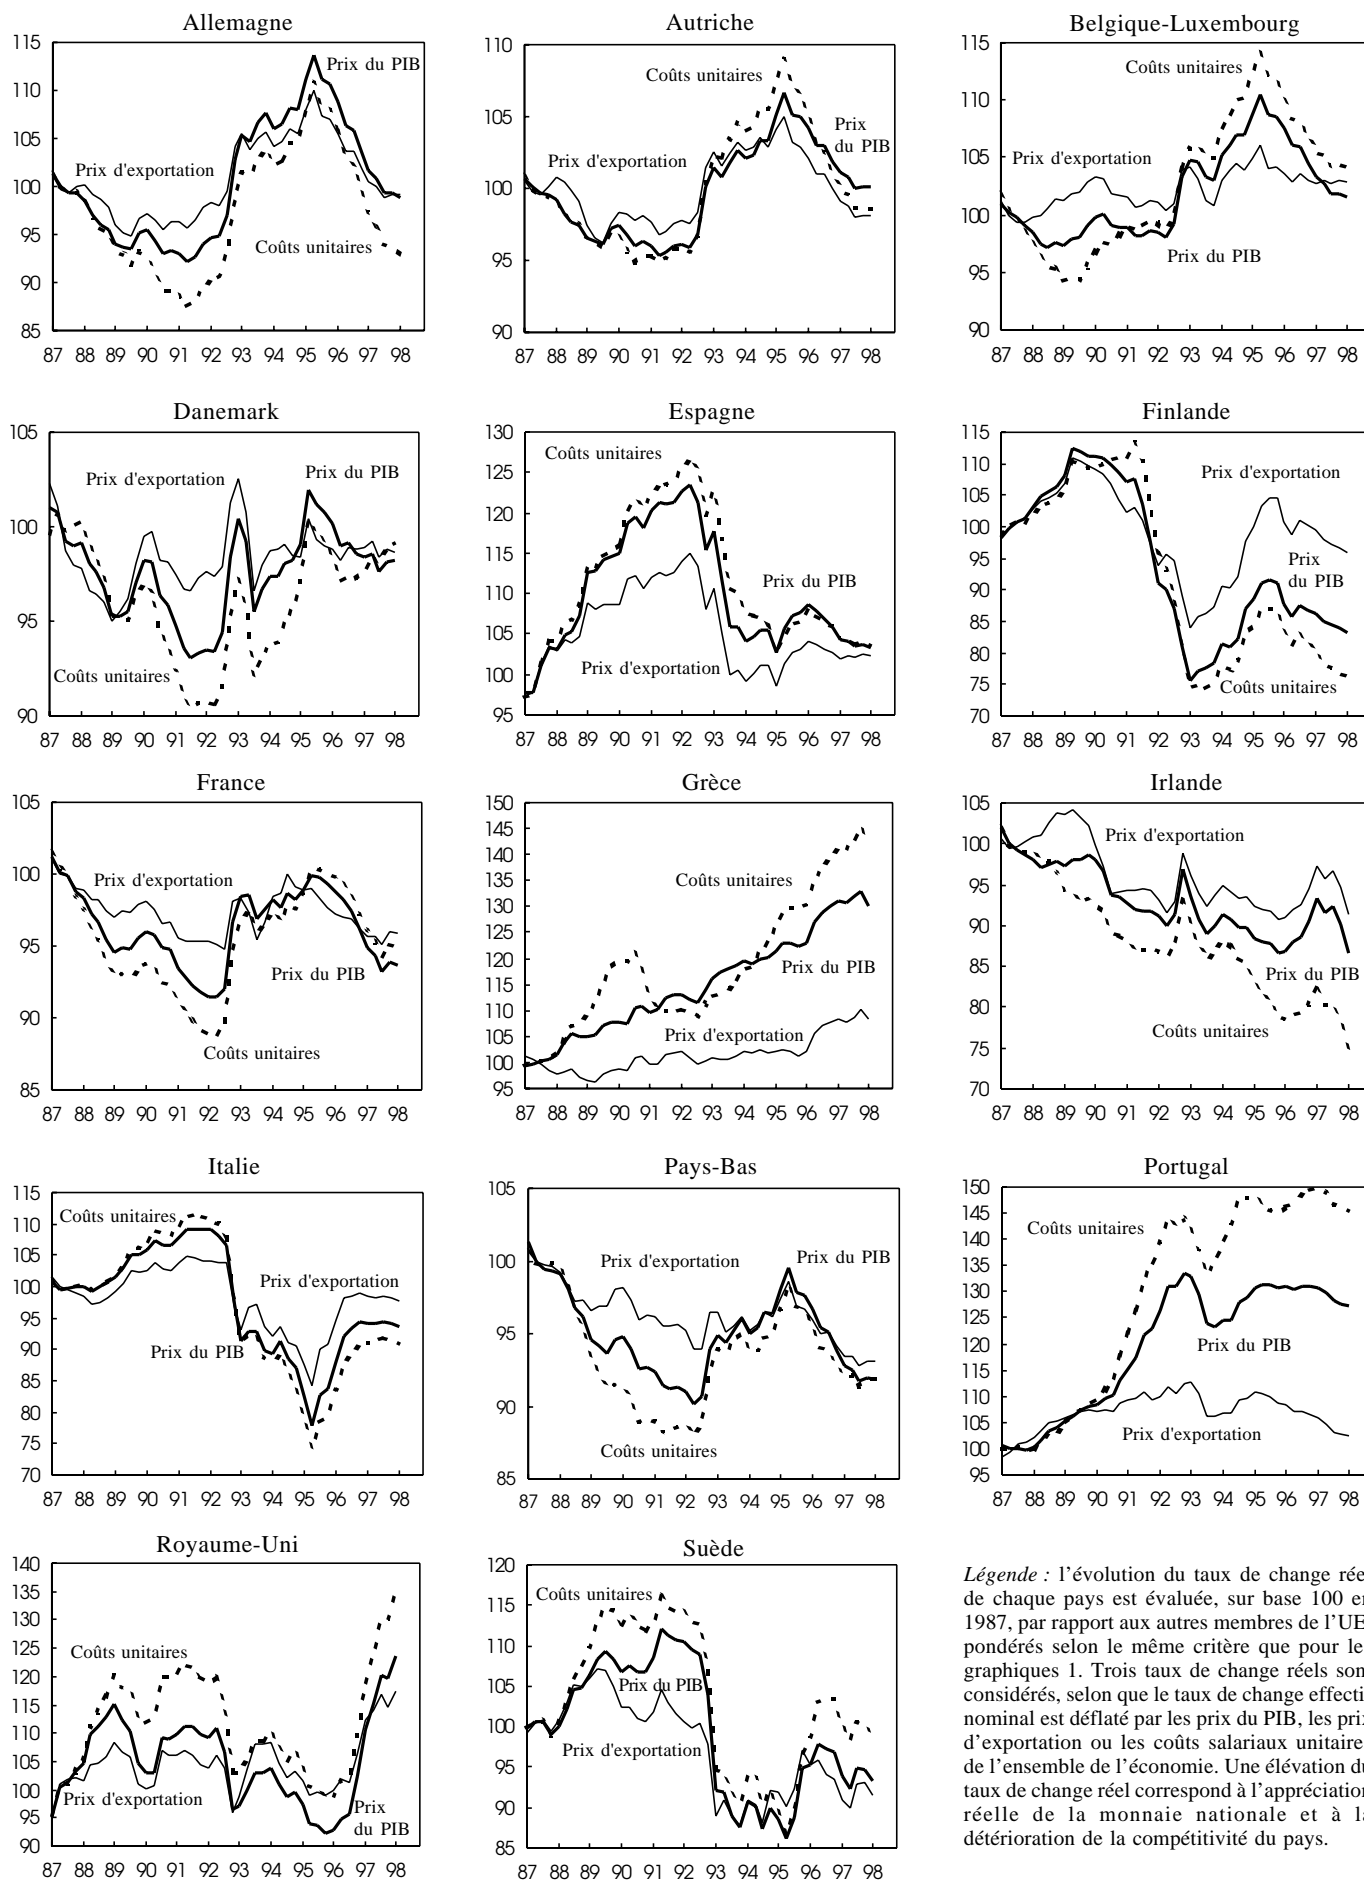 Allemagne
115
110
105
100
95
90
85
Prix du PIB
Prix d'exportation
Coûts unitaires
87 88 89 90 91 92 93 94 95 96 97 98
Autriche
110
105
100
95
90
Coûts unitaires
Prix
du PIB
Prix d'exportation
87 88 89 90 91 92 93 94 95 96 97 98
Belgique-Luxembourg
115
110
105
100
95
90
Coûts unitaires
Prix d'exportation
Prix du PIB
87 88 89 90 91 92 93 94 95 96 97 98
Danemark
105
100
95
90
Prix d'exportation
Prix du PIB
Coûts unitaires
87 88 89 90 91 92 93 94 95 96 97 98
Espagne
130
125
120
115
110
105
100
95
Coûts unitaires
Prix du PIB
Prix d'exportation
87 88 89 90 91 92 93 94 95 96 97 98
Finlande
115
110
105
100
95
90
85
80
75
70
Prix d'exportation
Prix
du PIB
Coûts unitaires
87 88 89 90 91 92 93 94 95 96 97 98
France
105
100
95
90
85
Prix d'exportation
Prix du PIB
Coûts unitaires
87 88 89 90 91 92 93 94 95 96 97 98
Grèce
150
145
140
135
130
125
120
115
110
105
100
95
Coûts unitaires
Prix du PIB
Prix d'exportation
87 88 89 90 91 92 93 94 95 96 97 98
Irlande
105
100
95
90
85
80
75
70
Prix d'exportation
Prix du PIB
Coûts unitaires
87 88 89 90 91 92 93 94 95 96 97 98
Italie
115
110
105
100
95
90
85
80
75
70
Coûts unitaires
Prix d'exportation
Prix du PIB
87 88 89 90 91 92 93 94 95 96 97 98
Pays-Bas
105
100
95
90
85
Prix d'exportation
Prix du PIB
Coûts unitaires
87 88 89 90 91 92 93 94 95 96 97 98
Portugal
150
145
140
135
130
125
120
115
110
105
100
95
Coûts unitaires
Prix du PIB
Prix d'exportation
87 88 89 90 91 92 93 94 95 96 97 98
Royaume-Uni
140
135
130
125
120
115
110
105
100
95
90
Coûts unitaires
Prix d'exportation
Prix
du PIB
87 88 89 90 91 92 93 94 95 96 97 98
Suède
120
115
110
105
100
95
90
85
Coûts unitaires
Prix du PIB
Prix d'exportation
87 88 89 90 91 92 93 94 95 96 97 98
Légende : l'évolution du taux de change rée
de chaque pays est évaluée, sur base 100 en
1987, par rapport aux autres membres de l'UE
pondérés selon le même critère que pour le
graphiques 1. Trois taux de change réels son
considérés, selon que le taux de change effecti
nominal est déflaté par les prix du PIB, les prix
d'exportation ou les coûts salariaux unitaire
de l'ensemble de l'économie. Une élévation du
taux de change réel correspond à l'appréciation
réelle de la monnaie nationale et à la
détérioration de la compétitivité du pays.